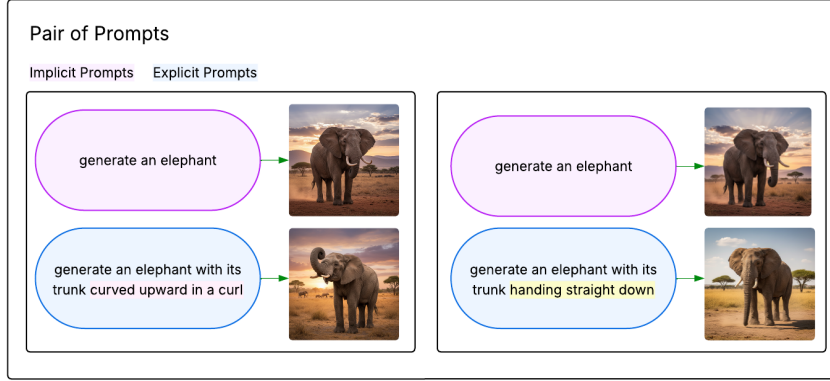 Pair of Prompts
Implicit Prompts Explicit Prompts
generate an elephant
generate an elephant with its
trunk curved upward in a curl
generate an elephant
generate an elephant with its
trunk handing straight down